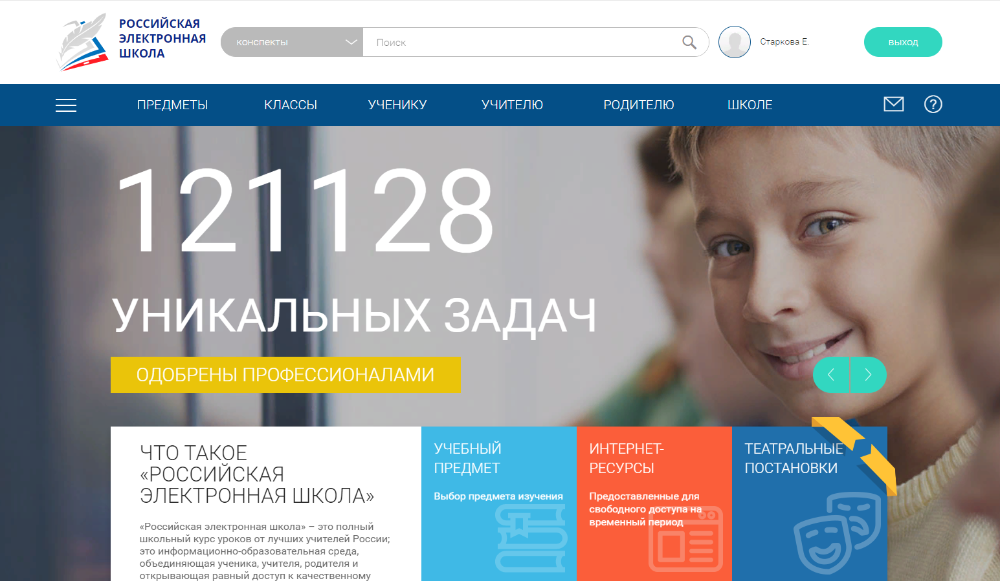 РОССИЙСКАЯ
ЭЛЕКТРОННАЯ
ШКОЛА
конспекты
Поиск
Старкова Е.
выход
ПРЕДМЕТЫ
КЛАССЫ
УЧЕНИКУ
УЧИТЕЛЮ
РОДИТЕЛЮ
ШКОЛЕ
121128
УНИКАЛЬНЫХ ЗАДАЧ
ОДОБРЕНЫ ПРОФЕССИОНАЛАМИ
ЧТО ТАКОЕ
«РОССИЙСКАЯ
ЭЛЕКТРОННАЯ ШКОЛА»
«Российская электронная школа» – это полный
школьный курс уроков от лучших учителей России;
это информационно-образовательная среда,
объединяющая ученика, учителя, родителя и
открывающая равный доступ к качественному
УЧЕБНЫЙ
ПРЕДМЕТ
Выбор предмета изучения
ИНТЕРНЕТ-
РЕСУРСЫ
Предоставленные для
свободного доступа на
временный период
ТЕАТРАЛЬНЫЕ
ПОСТАНОВКИ